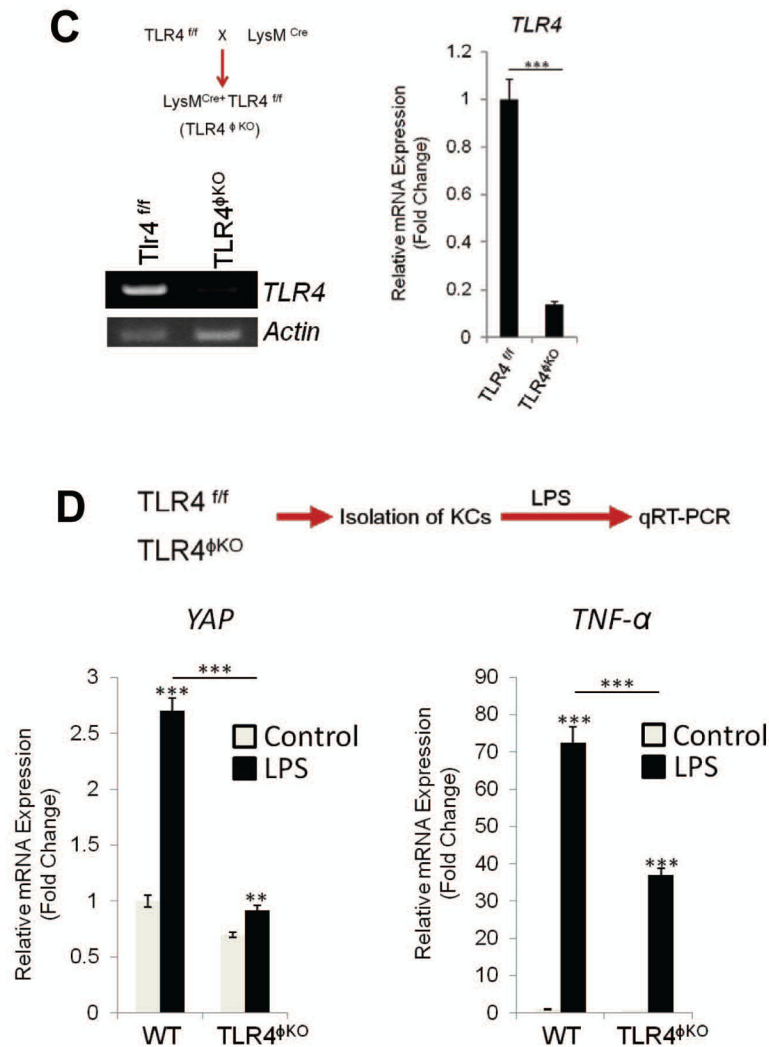 C
TLR4 f/f X LysM Cre
LysMCre+ TLR4 f/f
(TLR4 ϕ KO)
Tlr4 f/f
TLR4ϕKO
TLR4
Actin
TLR4
Relative mRNA Expression
(Fold Change)
1.2
1
0.8
0.6
0.4
0.2
0
***
TLR4 f/f
TLR4ϕKO
D
TLR4 f/f
TLR4ϕKO
Isolation of KCs
LPS
qRT-PCR
YAP
Relative mRNA Expression
(Fold Change)
3
2.5
2
1.5
1
0.5
0
***
***
**
Control
LPS
WT
TLR4ϕKO
TNF-α
Relative mRNA Expression
(Fold Change)
90
80
70
60
50
40
30
20
10
0
***
***
***
Control
LPS
WT
TLR4ϕKO